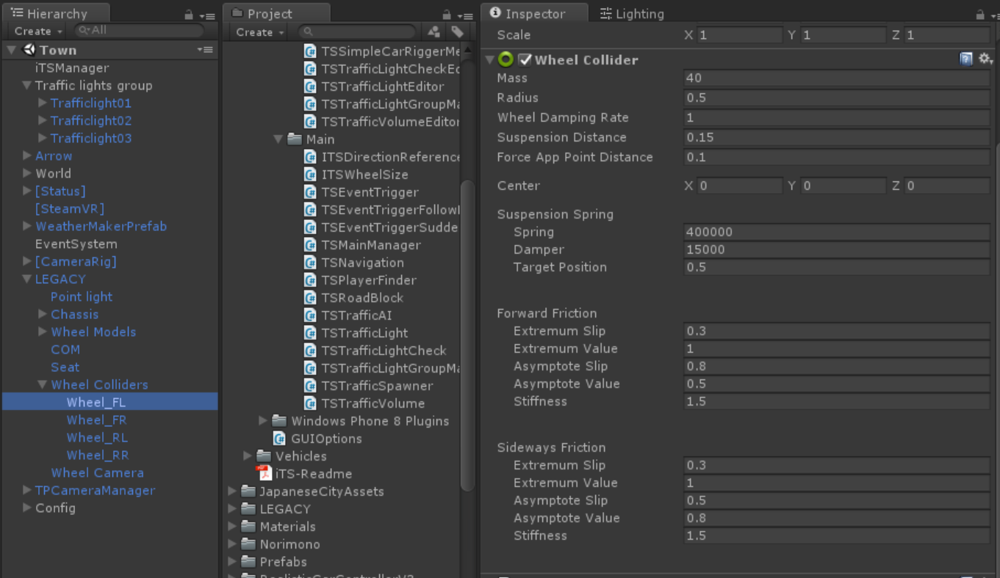 Hierarchy
Create
All
Town
iTSManager
Traffic lights group
Trafficlight01
Trafficlight02
Trafficlight03
Arrow
World
[Status]
[SteamVR]
WeatherMakerPrefab
EventSystem
[CameraRig]
LEGACY
Point light
Chassis
Wheel Models
COM
Seat
Wheel Colliders
Wheel_FL
Wheel_FR
Wheel_RL
Wheel_RR
Wheel Camera
TPCameraManager
Config
Project
Create
TSSimpleCarRiggerMe
TSTrafficLightCheckEd
TSTrafficLightEditor
TSTrafficLightGroupMa
TSTrafficVolumeEditor
Main
ITSDirectionReference
ITSWheelSize
TSEventTrigger
TSEventTriggerFollow
TSEventTriggerSudde
TSMainManager
TSNavigation
TSPlayerFinder
TSRoadBlock
TSTrafficAI
TSTrafficLight
TSTrafficLightCheck
TSTrafficLightGroupMa
TSTrafficSpawner
TSTrafficVolume
Windows Phone 8 Plugins
GUIOptions
Vehicles
iTS-Readme
JapaneseCityAssets
LEGACY
Materials
Norimono
Prefabs
Inspector Lighting
Scale X 1 Y 1 Z 1
Wheel Collider
Mass 40
Radius 0.5
Wheel Damping Rate 1
Suspension Distance 0.15
Force App Point Distance 0.1
Center X 0 Y 0 Z 0
Suspension Spring
Spring 400000
Damper 15000
Target Position 0.5
Forward Friction
Extremum Slip 0.3
Extremum Value 1
Asymptote Slip 0.8
Asymptote Value 0.5
Stiffness 1.5
Sideways Friction
Extremum Slip 0.3
Extremum Value 1
Asymptote Slip 0.5
Asymptote Value 0.8
Stiffness 1.5